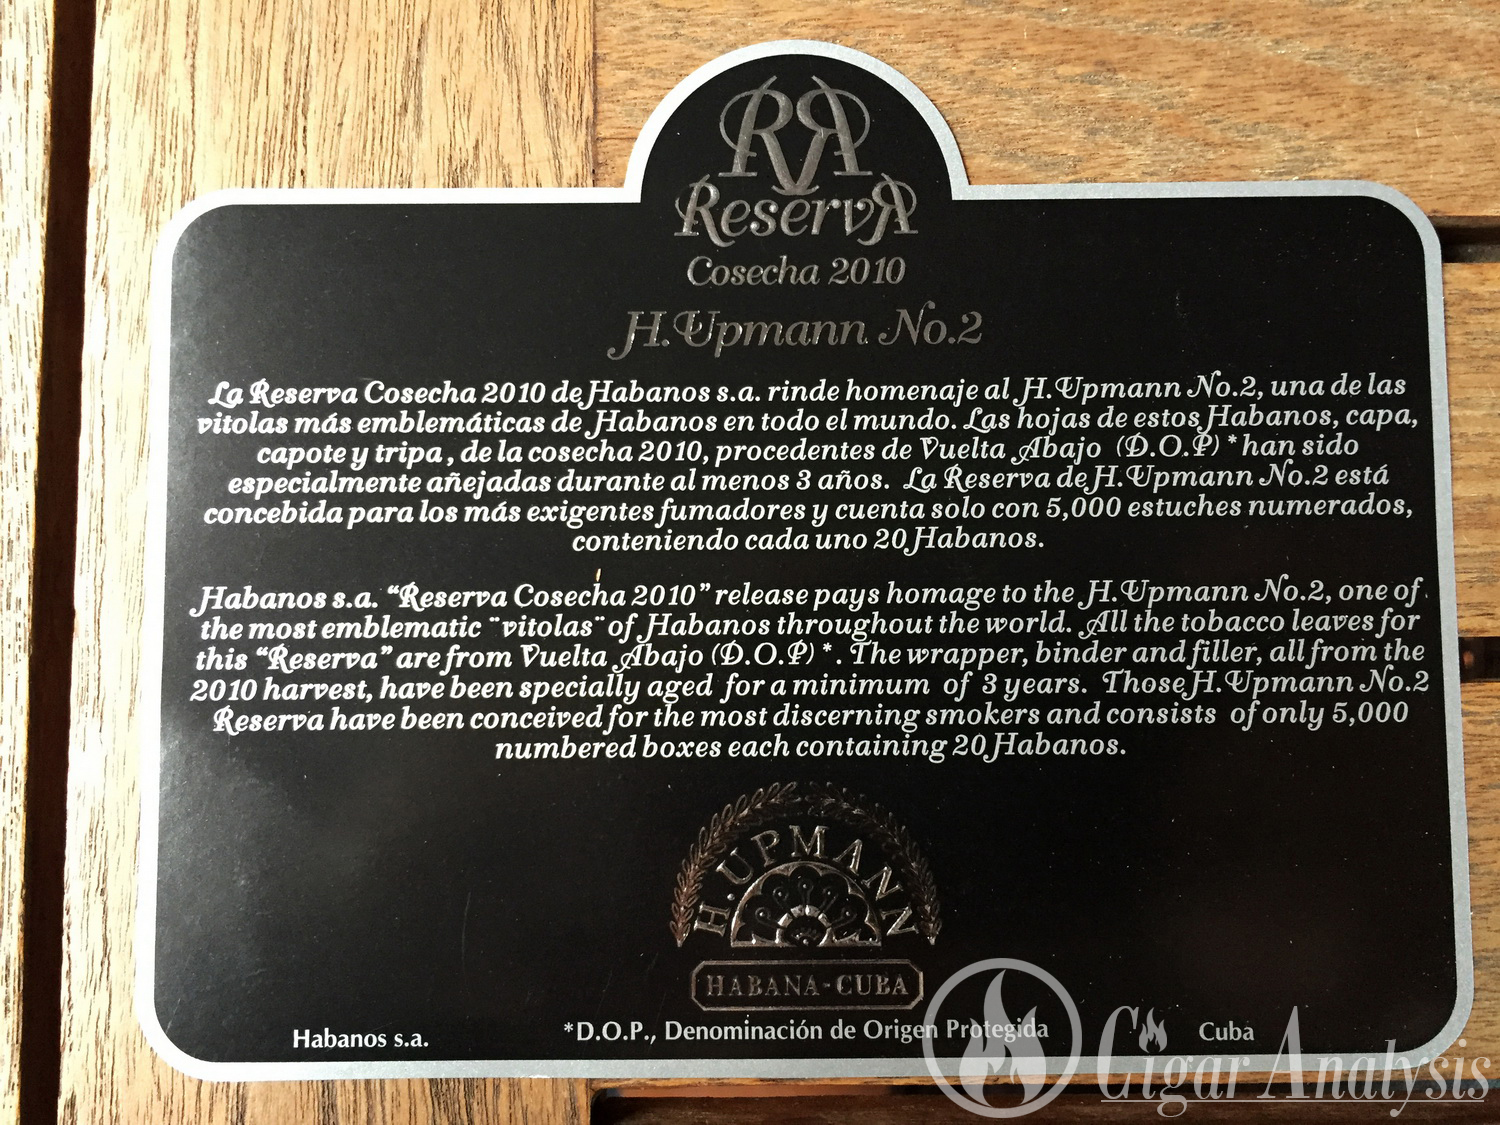 RR
ReservA
Cosecha 2010
H.Upmann No.2
La Reserva Cosecha 2010 de Habanos s.a. rinde homenaje al H.Upmann No.2, una de las
vitolas más emblemáticas de Habanos en todo el mundo. Las hojas de estos Habanos, capa,
capote y tripa , de la cosecha 2010, procedentes de Vuelta Abajo (D.O.P) * han sido
especialmente añejadas durante al menos 3 años. La Reserva de H.Upmann No.2 está
concebida para los más exigentes fumadores y cuenta solo con 5,000 estuches numerados,
conteniendo cada uno 20 Habanos.
Habanos s.a. “Reserva Cosecha 2010” release pays homage to the H.Upmann No.2, one of
the most emblematic ¨vitolas¨ of Habanos throughout the world. All the tobacco leaves for
this “Reserva” are from Vuelta Abajo (D.O.P) * . The wrapper, binder and filler, all from the
2010 harvest, have been specially aged for a minimum of 3 years. Those H.Upmann No.2
Reserva have been conceived for the most discerning smokers and consists of only 5,000
numbered boxes each containing 20 Habanos.
H. UPMANN
HABANA-CUBA
Habanos s.a.
*D.O.P., Denominación de Origen Protegida
Cuba
Cigar Analysis